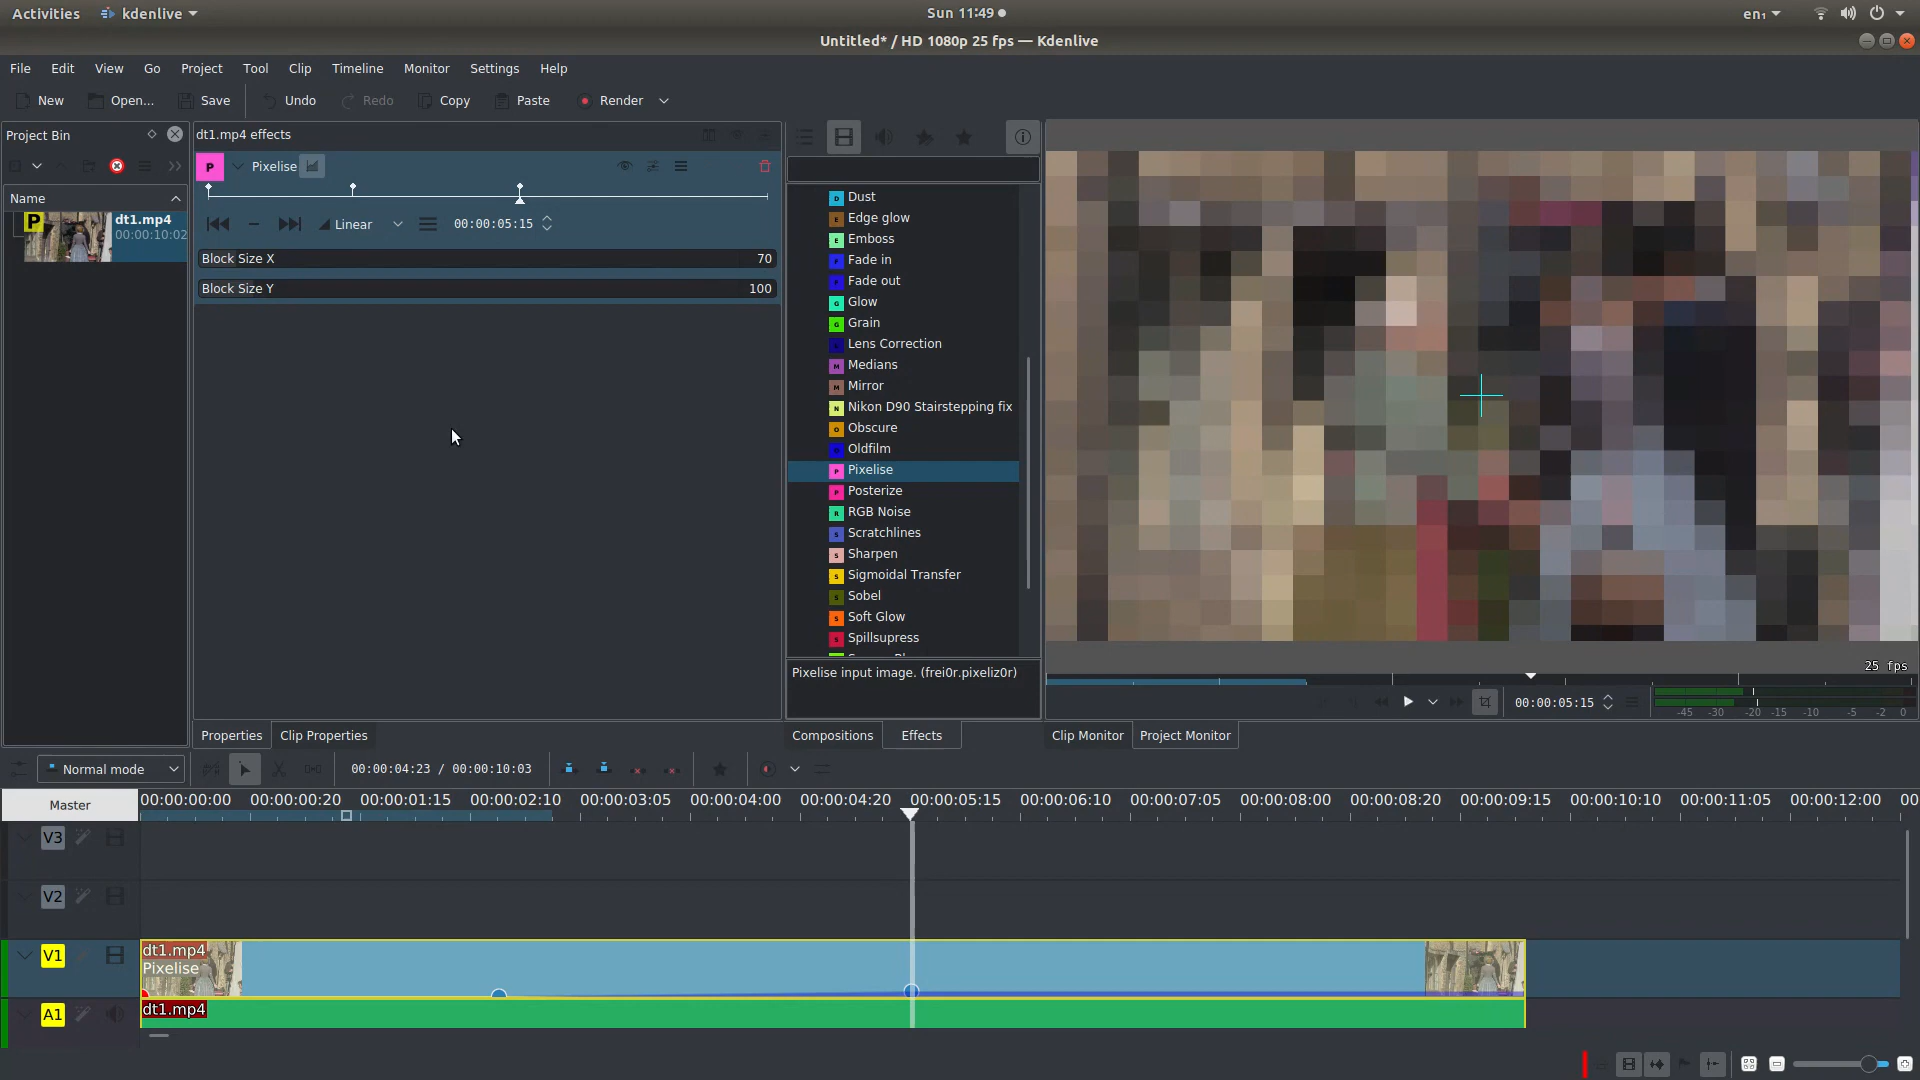 Activities kdenlive Sun 11:49 en₁
Untitled* / HD 1080p 25 fps — Kdenlive
File Edit View Go Project Tool Clip Timeline Monitor Settings Help
New Open... Save Undo Redo Copy Paste Render
Project Bin
Name
P
dt1.mp4
00:00:10:02
dt1.mp4 effects
P Pixelise
Linear 00:00:05:15
Block Size X 70
Block Size Y 100
Dust
Edge glow
Emboss
Fade in
Fade out
Glow
Grain
Lens Correction
Medians
Mirror
Nikon D90 Stairstepping fix
Obscure
Oldfilm
Pixelise
Posterize
RGB Noise
Scratchlines
Sharpen
Sigmoidal Transfer
Sobel
Soft Glow
Spillsupress
Pixelise input image. (frei0r.pixeliz0r)
25 fps
00:00:05:15
-45 -30 -20 -15 -10 -5 -2 0
Properties Clip Properties Compositions Effects Clip Monitor Project Monitor
Normal mode 00:00:04:23 / 00:00:10:03
Master 00:00:00:00 00:00:00:20 00:00:01:15 00:00:02:10 00:00:03:05 00:00:04:00 00:00:04:20 00:00:05:15 00:00:06:10 00:00:07:05 00:00:08:00 00:00:08:20 00:00:09:15 00:00:10:10 00:00:11:05 00:00:12:00 00
V3
V2
V1 dt1.mp4
Pixelise
A1 dt1.mp4